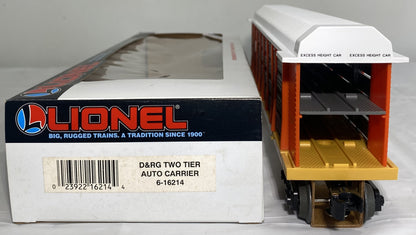 EXCESS HEIGHT CAR EXCESS HEIGHT CAR
LIONEL
BIG, RUGGED TRAINS. A TRADITION SINCE 1900
D&RG TWO TIER
AUTO CARRIER
6-16214
0 23922 16214 4